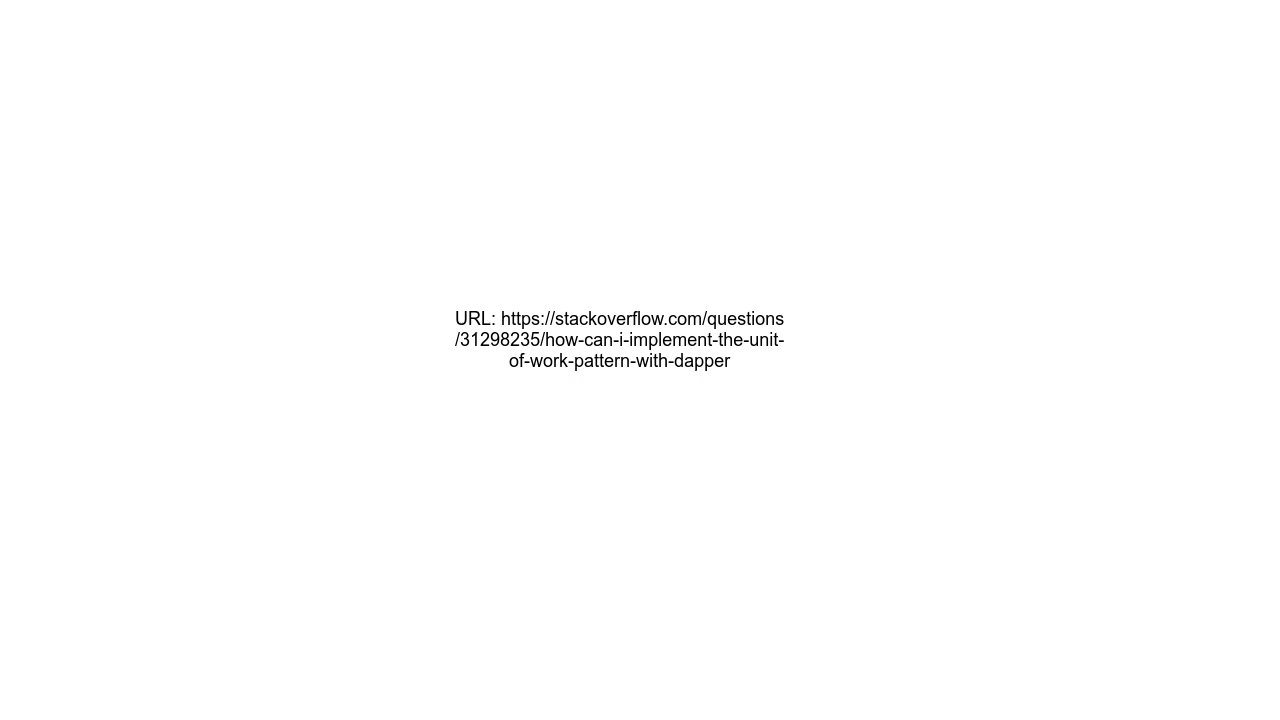 URL: https://stackoverflow.com/questions
/31298235/how-can-i-implement-the-unit-
of-work-pattern-with-dapper